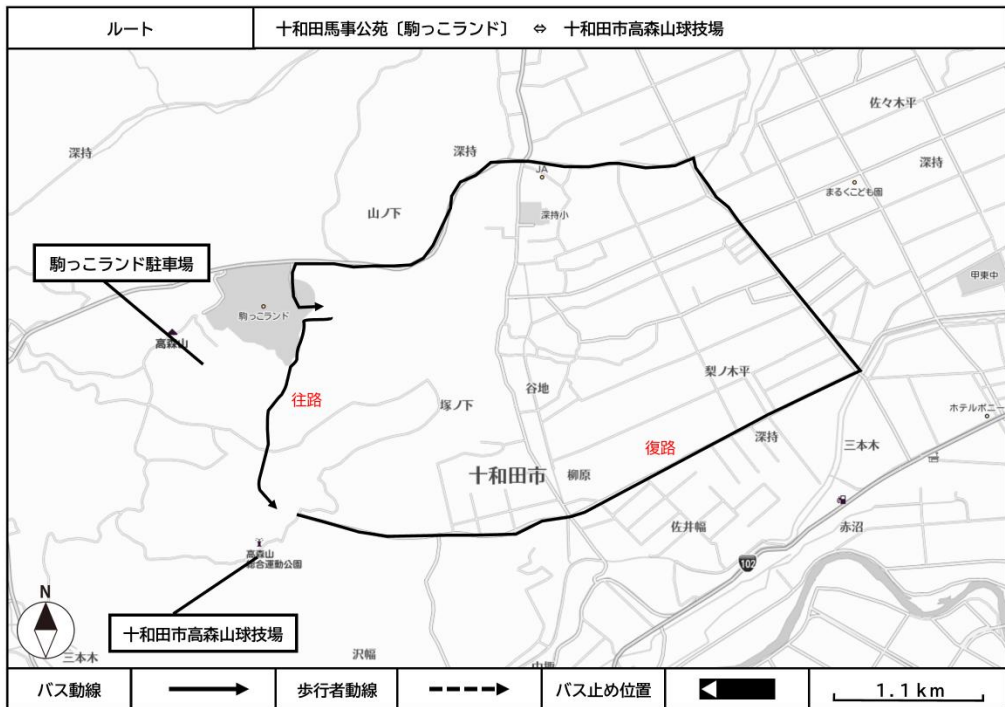 ルート
十和田馬事公苑〔駒っこランド〕 ⇔ 十和田市高森山球技場
佐々木平
深持
深持
深持
JA
まるくこども園
山ノ下
深持小
駒っこランド駐車場
甲東中
駒っこランド
高森山
梨ノ木平
谷地
往路
塚ノ下
ホテルポニー
深持
三本木
復路
十和田市
柳原
佐井幅
赤沼
高森山
総合運動公園
102
N
十和田市高森山球技場
三本木
沢幅
バス動線
歩行者動線
バス止め位置
1.1km